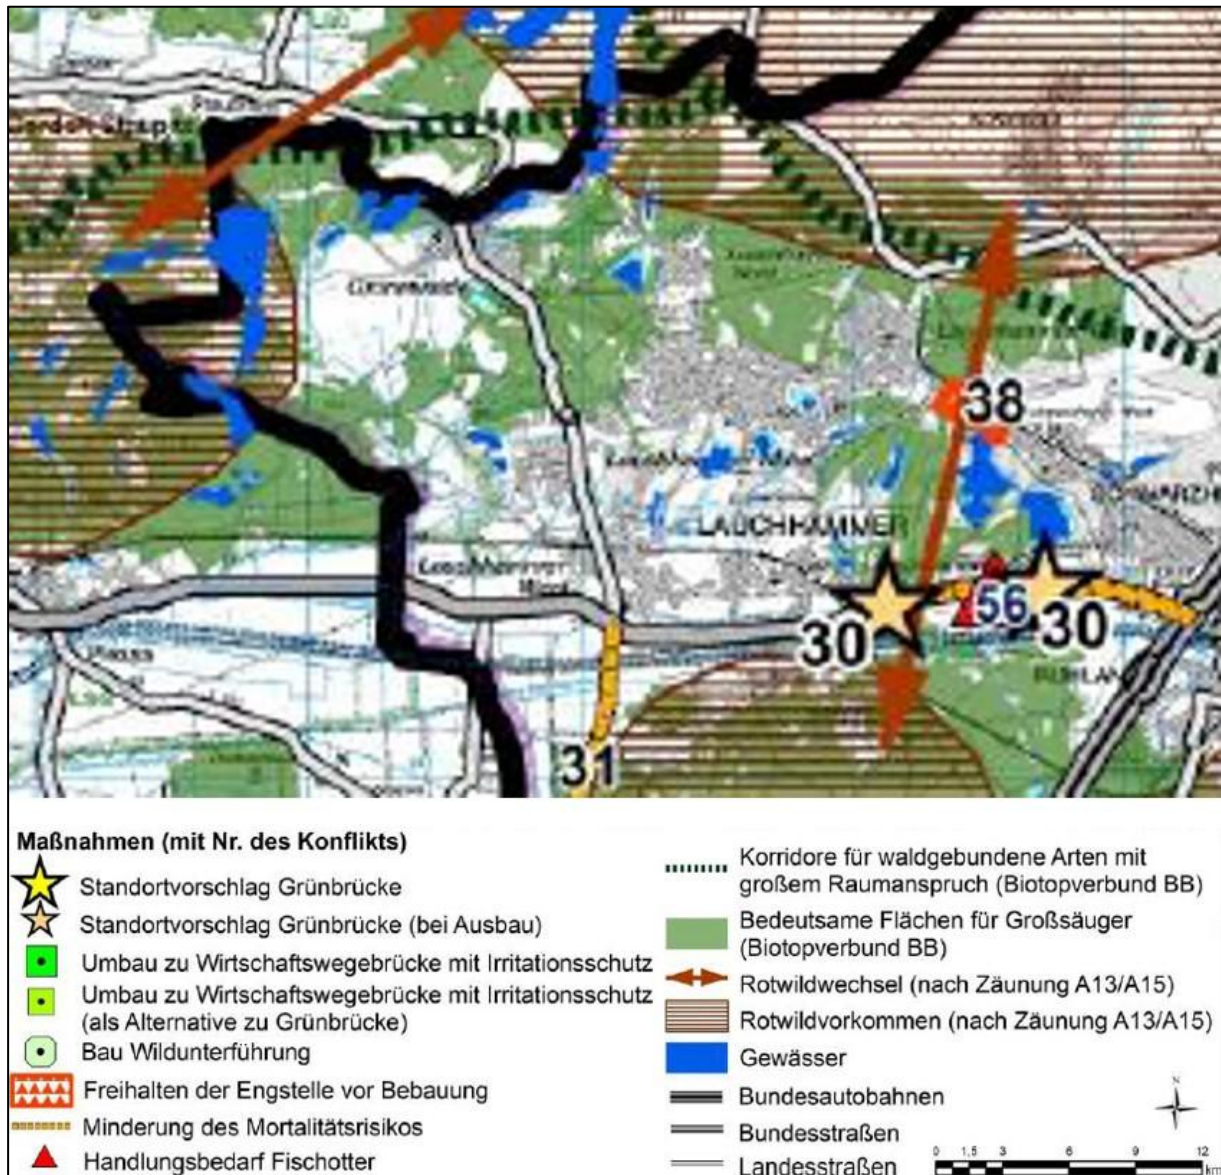 38
LAUCHHAMMER
56
30
30
31
Maßnahmen (mit Nr. des Konflikts)
Standortvorschlag Grünbrücke
Standortvorschlag Grünbrücke (bei Ausbau)
Umbau zu Wirtschaftswegebrücke mit Irritationsschutz
Umbau zu Wirtschaftswegebrücke mit Irritationsschutz
(als Alternative zu Grünbrücke)
Bau Wildunterführung
Freihalten der Engstelle vor Bebauung
Minderung des Mortalitätsrisikos
Handlungsbedarf Fischotter
Korridore für waldgebundene Arten mit
großem Raumanspruch (Biotopverbund BB)
Bedeutsame Flächen für Großsäuger
(Biotopverbund BB)
Rotwildwechsel (nach Zäunung A13/A15)
Rotwildvorkommen (nach Zäunung A13/A15)
Gewässer
Bundesautobahnen
Bundesstraßen
Landesstraßen
N
0 1,5 3 6 9 12
km